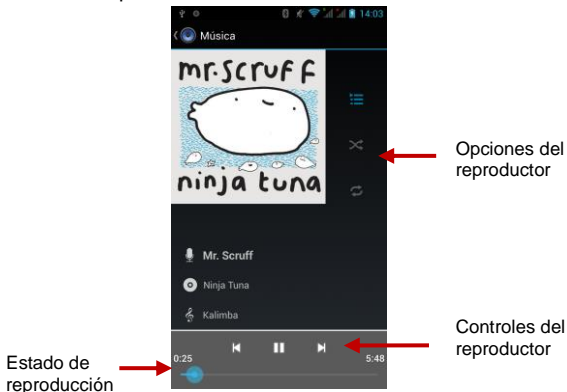 14:03
Música
mr.scruff
ninja tuna
Opciones del
reproductor
Mr. Scruff
Ninja Tuna
Kalimba
Controles del
reproductor
0:25
5:48
Estado de
reproducción